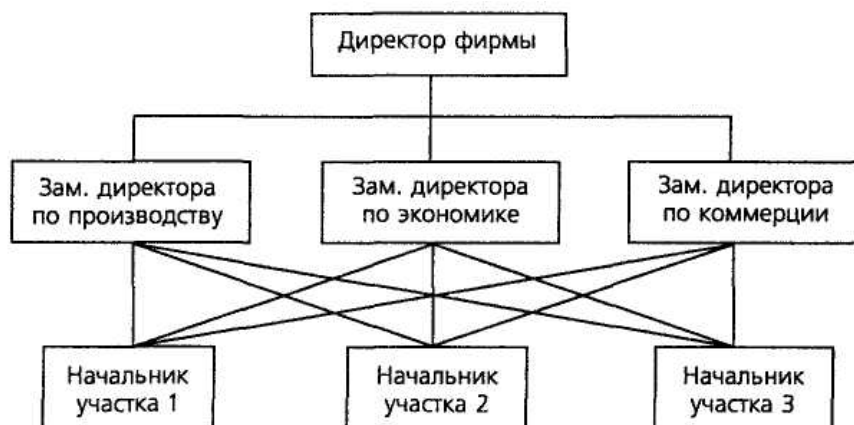 Директор фирмы
Зам. директора
по производству
Зам. директора
по экономике
Зам. директора
по коммерции
Начальник
участка 1
Начальник
участка 2
Начальник
участка 3